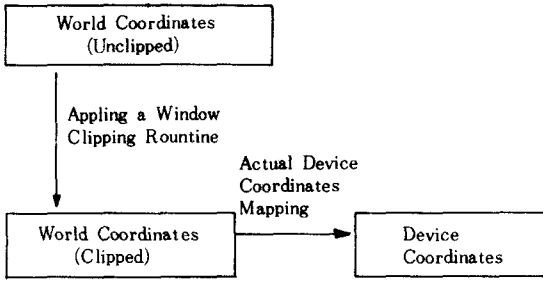 World Coordinates
(Unclipped)
Appling a Window
Clipping Rountine
Actual Device
Coordinates
Mapping
World Coordinates
(Clipped)
Device
Coordinates